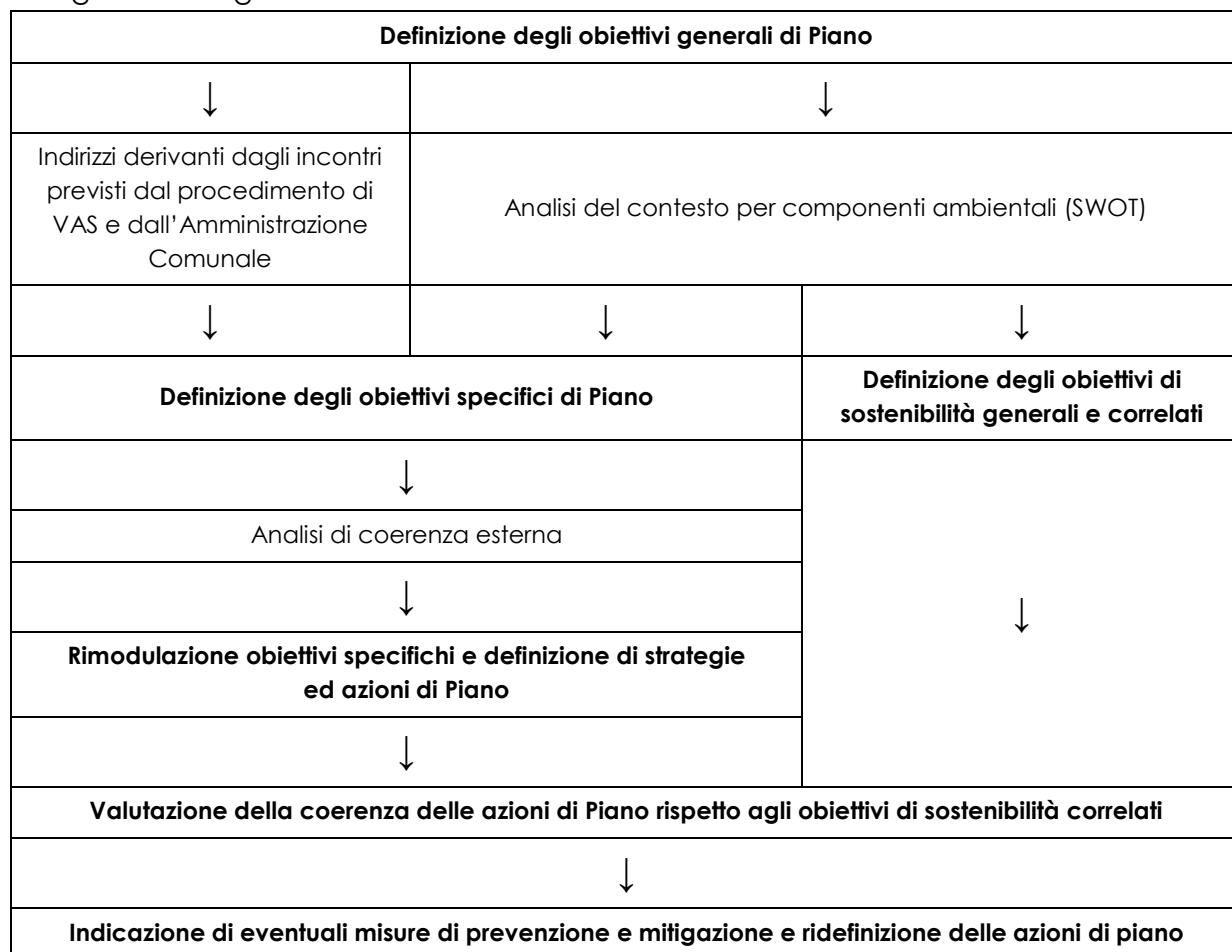 Definizione degli obiettivi generali di Piano
↓ ↓
Indirizzi derivanti dagli incontri
previsti dal procedimento di
VAS e dall'Amministrazione
Comunale
Analisi del contesto per componenti ambientali (SWOT)
↓ ↓ ↓
Definizione degli obiettivi specifici di Piano
Definizione degli obiettivi di
sostenibilità generali e correlati
↓
Analisi di coerenza esterna
↓
Rimodulazione obiettivi specifichi e definizione di strategie
ed azioni di Piano
↓
↓
Valutazione della coerenza delle azioni di Piano rispetto agli obiettivi di sostenibilità correlati
↓
Indicazione di eventuali misure di prevenzione e mitigazione e ridefinizione delle azioni di piano